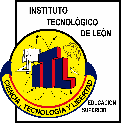 INSTITUTO
TECNOLÓGICO
DE LEÓN
ITL
CIENCIA, TECNOLOGÍA Y LIBERTAD
EDUCACIÓN
SUPERIOR